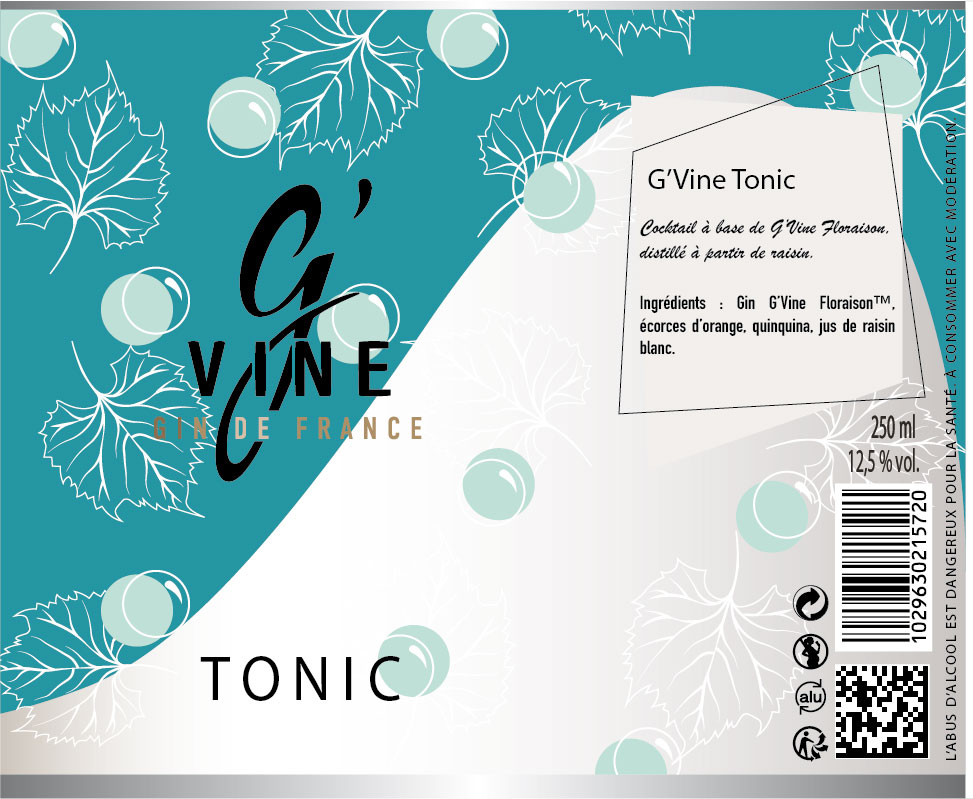 G'
VINE
GIN DE FRANCE
TONIC
G'Vine Tonic
Cocktail à base de G'Vine Floraison,
distillé à partir de raisin.
Ingrédients : Gin G'Vine Floraison™,
écorces d'orange, quinquina, jus de raisin
blanc.
250 ml
12,5 % vol.
1029630215720
alu
L'ABUS D'ALCOOL EST DANGEREUX POUR LA SANTÉ. À CONSOMMER AVEC MODÉRATION